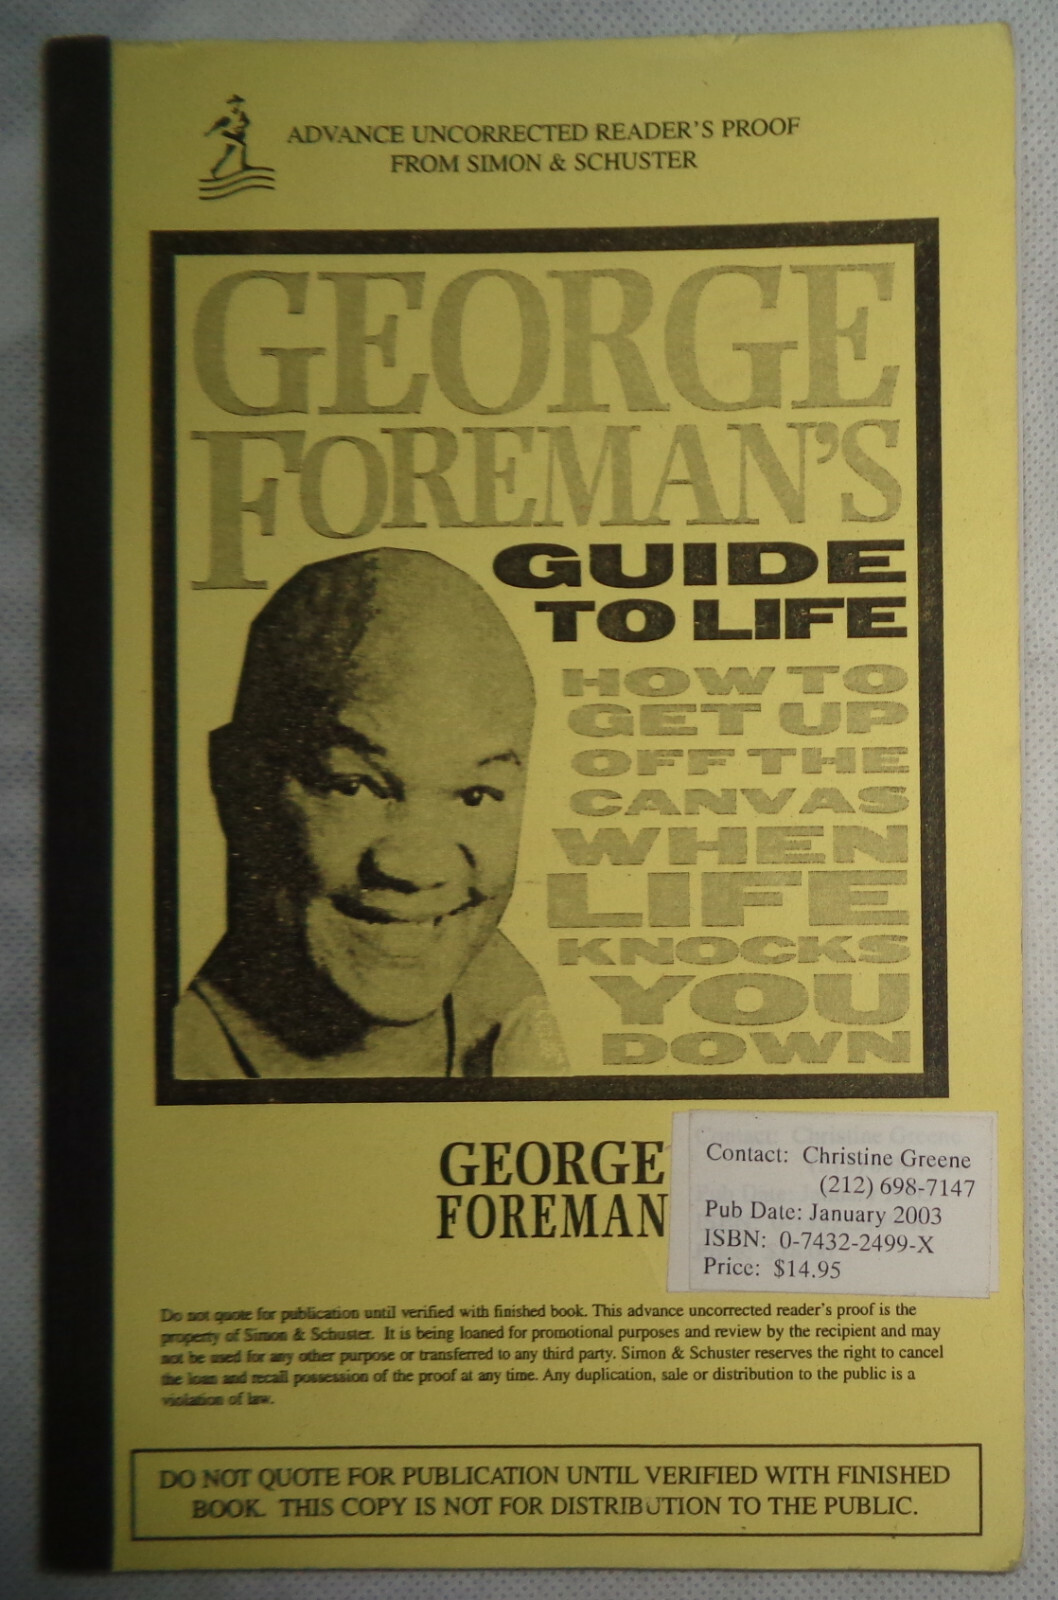 ADVANCE UNCORRECTED READER'S PROOF
FROM SIMON & SCHUSTER
GEORGE
FOREMAN'S
GUIDE
TO LIFE
HOW TO
GET UP
OFF THE
CANVAS
WHEN
LIFE
KNOCKS
YOU
DOWN
GEORGE
FOREMAN
Contact: Christine Greene
(212) 698-7147
Pub Date: January 2003
ISBN: 0-7432-2499-X
Price: $14.95
Do not quote for publication until verified with finished book. This advance uncorrected reader's proof is the
property of Simon & Schuster. It is being loaned for promotional purposes and review by the recipient and may
not be used for any other purpose or transferred to any third party. Simon & Schuster reserves the right to cancel
the loan and recall possession of the proof at any time. Any duplication, sale or distribution to the public is a
violation of law.
DO NOT QUOTE FOR PUBLICATION UNTIL VERIFIED WITH FINISHED
BOOK. THIS COPY IS NOT FOR DISTRIBUTION TO THE PUBLIC.